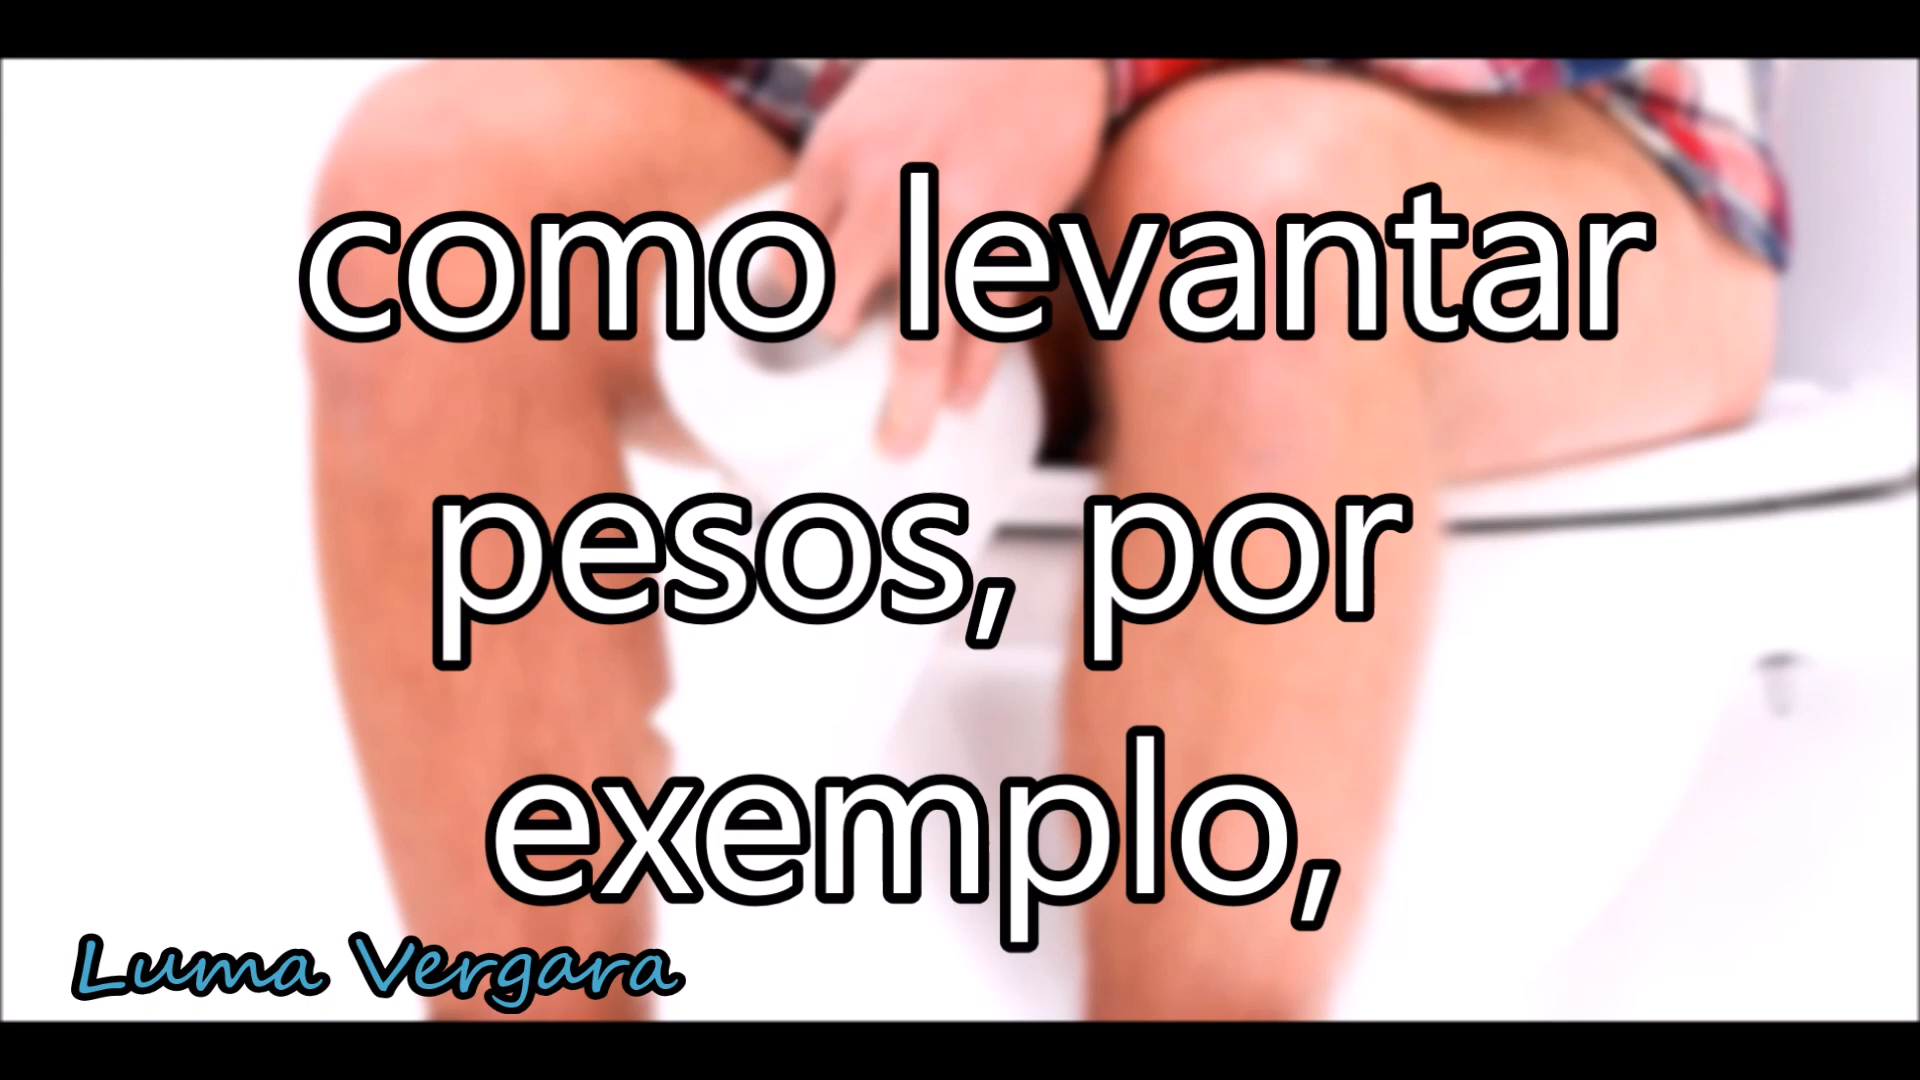 como levantar
pesos, por
exemplo,
Luma Vergara